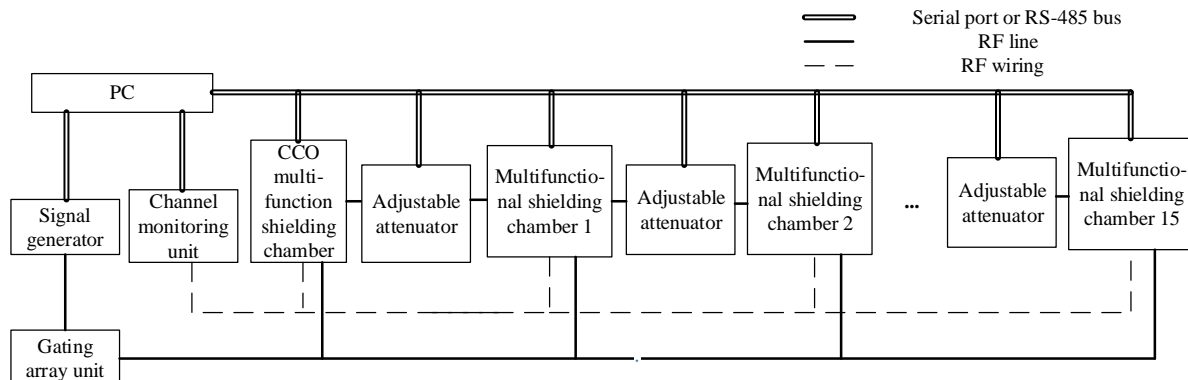 Serial port or RS-485 bus
RF line
RF wiring
PC
CCO
multi-
function
shielding
chamber
Adjustable
attenuator
Multifunctio-
nal shielding
chamber 1
Adjustable
attenuator
Multifunctio-
nal shielding
chamber 2
...
Adjustable
attenuator
Multifunctio-
nal shielding
chamber 15
Signal
generator
Channel
monitoring
unit
Gating
array unit